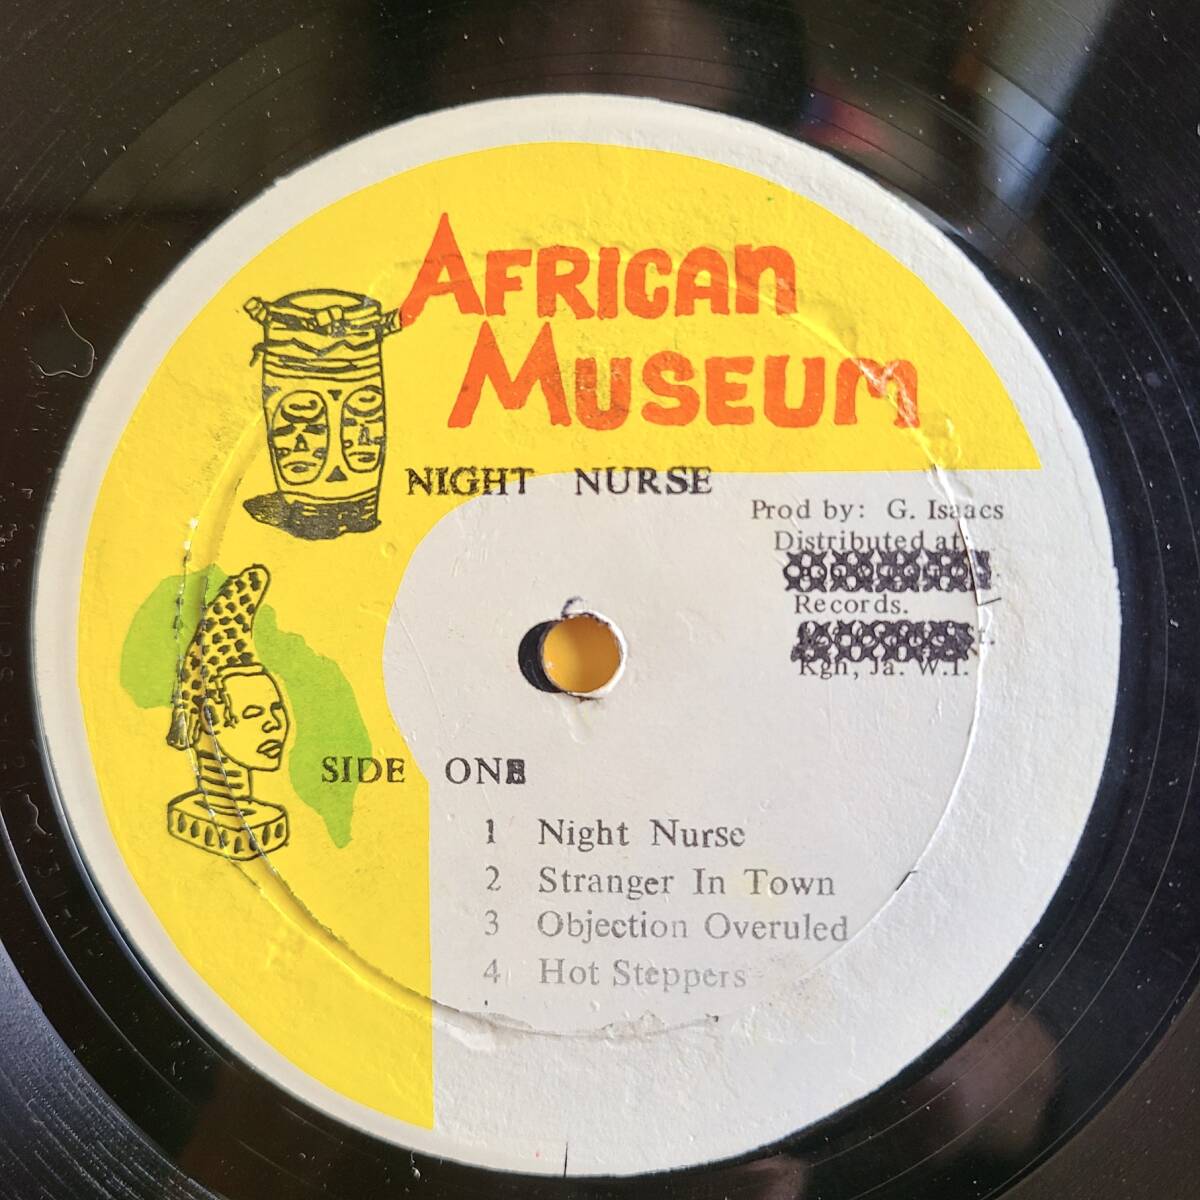 AFRICAN
MUSEUM
NIGHT NURSE
Prod by: G. Isaacs
Distributed at:
Records.
Kgn, Ja. W.I.
SIDE ONE
1 Night Nurse
2 Stranger In Town
3 Objection Overuled
4 Hot Steppers